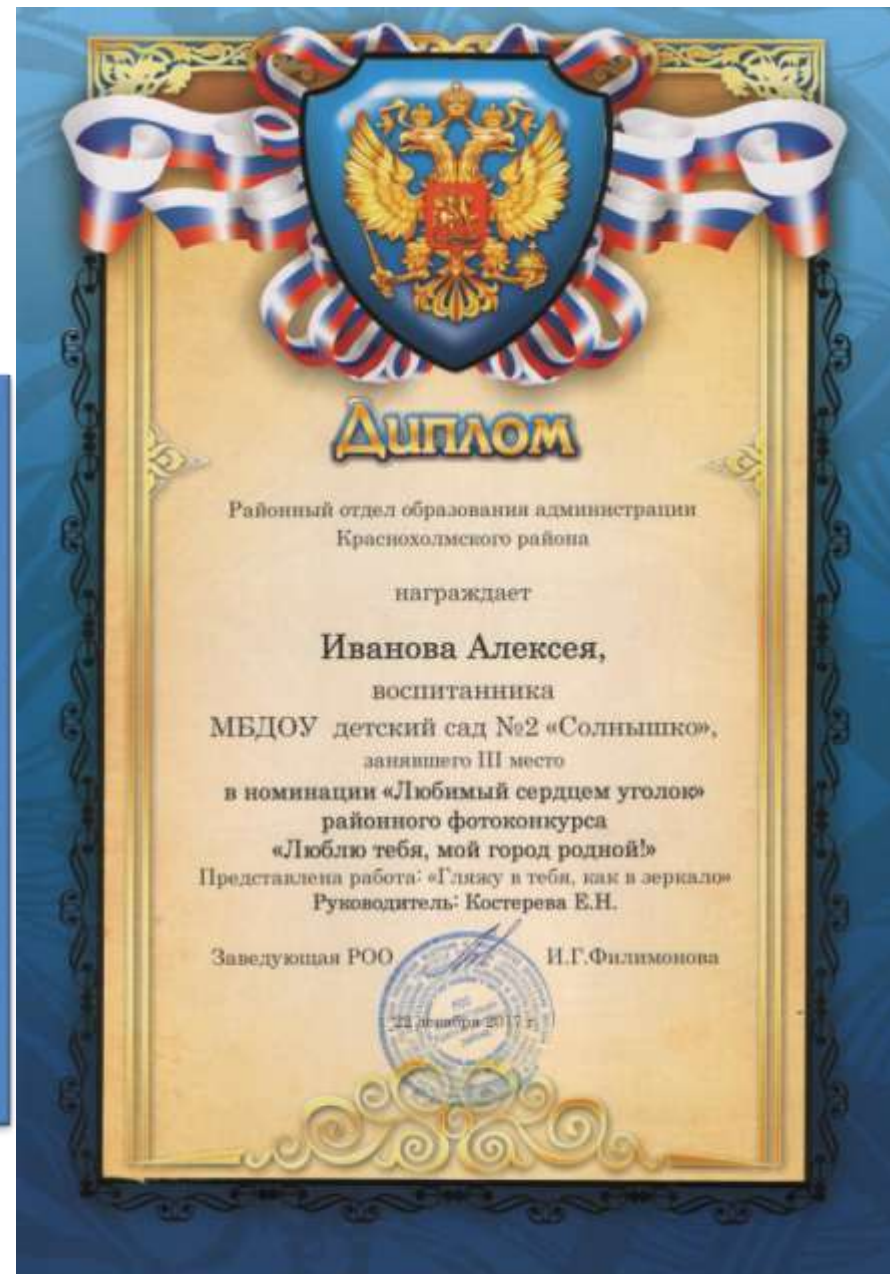 Диплом
Районный отдел образования администрации
Краснохолмского района
награждает
Иванова Алексея,
воспитанника
МБДОУ детский сад №2 «Солнышко»,
занявшего III место
в номинации «Любимый сердцем уголок»
районного фотоконкурса
«Люблю тебя, мой город родной!»
Представлена работа: «Гляжу в тебя, как в зеркало»
Руководитель: Костерева Е.Н.
Заведующая РОО И.Г.Филимонова
22 декабря 2017 г.